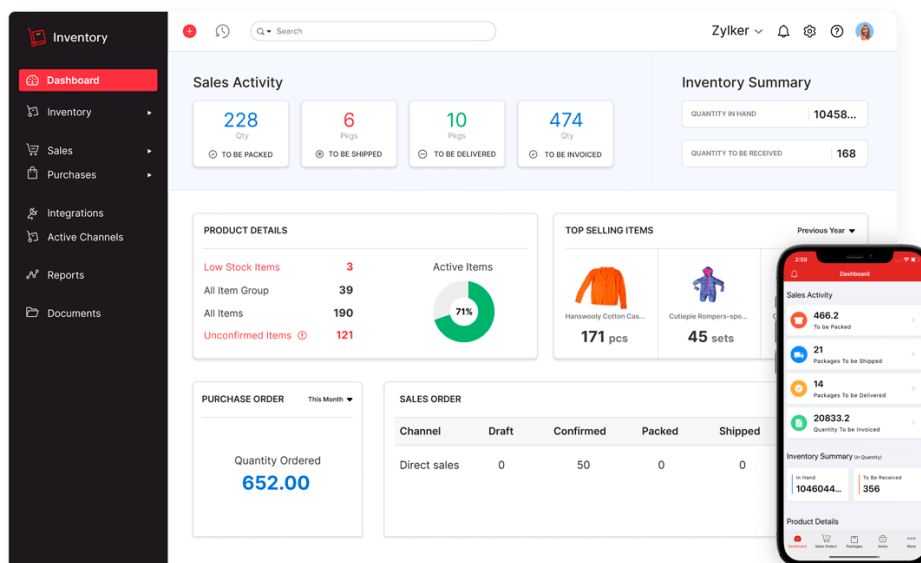 Inventory
Search
Zylker
Dashboard
Inventory
Sales
Purchases
Integrations
Active Channels
Reports
Documents
Sales Activity
228
Qty
TO BE PACKED
6
Pkgs
TO BE SHIPPED
10
Pkgs
TO BE DELIVERED
474
Qty
TO BE INVOICED
Inventory Summary
QUANTITY IN HAND 10458...
QUANTITY TO BE RECEIVED 168
PRODUCT DETAILS
Low Stock Items 3
All Item Group 39
All Items 190
Unconfirmed Items 121
Active Items
71%
TOP SELLING ITEMS Previous Year
Hanswooly Cotton Cas...
171 pcs
Cutiepie Rompers-spo...
45 sets
PURCHASE ORDER This Month
Quantity Ordered
652.00
SALES ORDER
Channel Draft Confirmed Packed Shipped
Direct sales 0 50 0 0
2:59
Dashboard
Sales Activity
466.2
To be Packed
21
Packages To be Shipped
14
Packages To be Delivered
20833.2
Quantity To be Invoiced
Inventory Summary (In Quantity)
In Hand
1046044...
To Be Received
356
Product Details
Dashboard Sales Orders Packages Items More